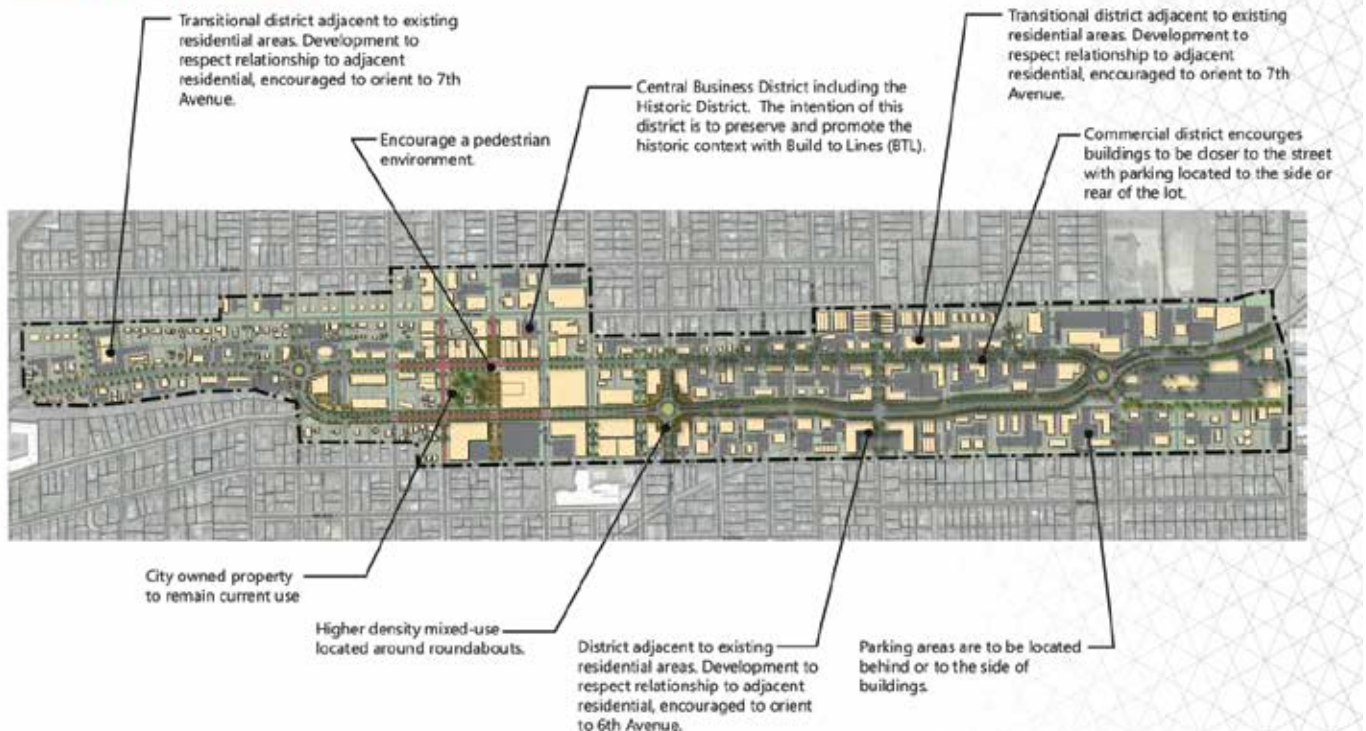 Transitional district adjacent to existing
residential areas. Development to
respect relationship to adjacent
residential, encouraged to orient to 7th
Avenue.
Encourage a pedestrian
environment.
Central Business District including the
Historic District. The intention of this
district is to preserve and promote the
historic context with Build to Lines (BTL).
Transitional district adjacent to existing
residential areas. Development to
respect relationship to adjacent
residential, encouraged to orient to 7th
Avenue.
Commercial district encourges
buildings to be closer to the street
with parking located to the side or
rear of the lot.
City owned property
to remain current use
Higher density mixed-use
located around roundabouts.
District adjacent to existing
residential areas. Development to
respect relationship to adjacent
residential, encouraged to orient
to 6th Avenue.
Parking areas are to be located
behind or to the side of
buildings.